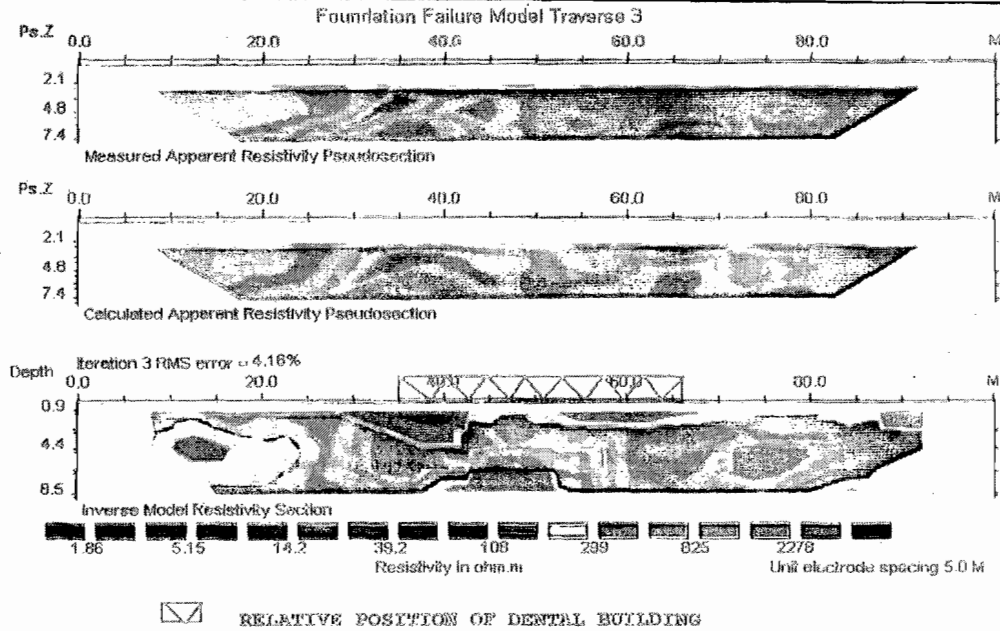 Foundation Failure Model Traverse 3
Ps.Z 0.0 20.0 40.0 60.0 80.0 M
2.1
4.8
7.4
Measured Apparent Resistivity Pseudosection
Ps.Z 0.0 20.0 40.0 60.0 80.0 M
2.1
4.8
7.4
Calculated Apparent Resistivity Pseudosection
Iteration 3 RMS error = 4.16%
Depth 0.0 20.0 40.0 60.0 80.0 M
0.9
4.4
8.5
Inverse Model Resistivity Section
1.86 5.15 14.2 39.2 108 299 825 2278
Resistivity in ohm.m
Unit electrode spacing 5.0 M
RELATIVE POSITION OF DENTAL BUILDING